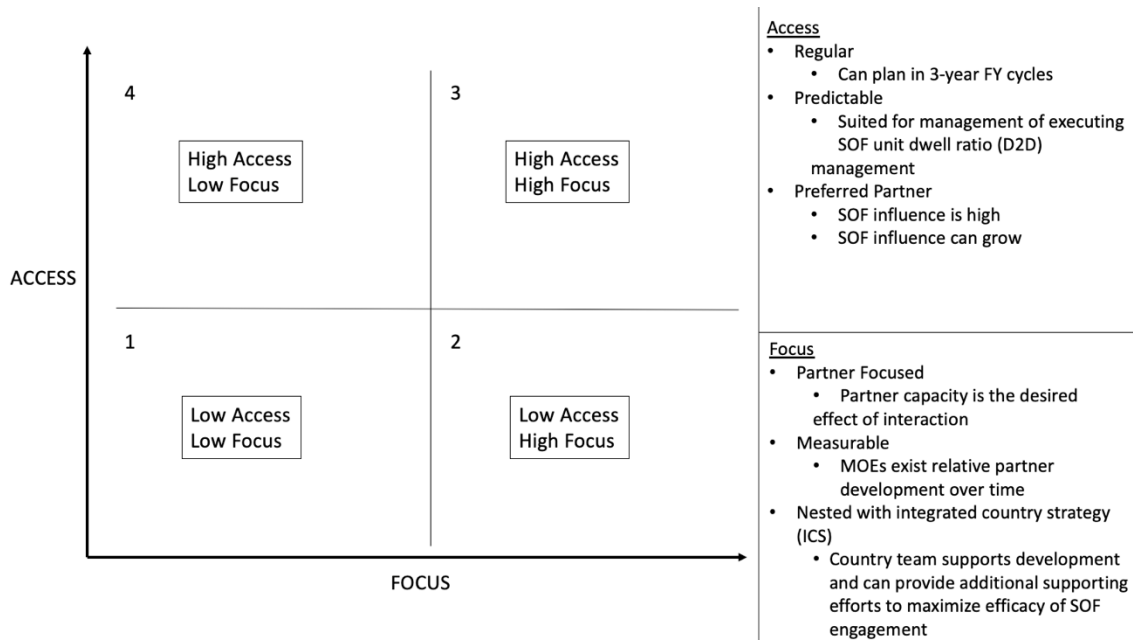 ACCESS
4
High Access
Low Focus
3
High Access
High Focus
1
Low Access
Low Focus
2
Low Access
High Focus
FOCUS
Access
• Regular
• Can plan in 3-year FY cycles
• Predictable
• Suited for management of executing
SOF unit dwell ratio (D2D)
management
• Preferred Partner
• SOF influence is high
• SOF influence can grow
Focus
• Partner Focused
• Partner capacity is the desired
effect of interaction
• Measurable
• MOEs exist relative partner
development over time
• Nested with integrated country strategy
(ICS)
• Country team supports development
and can provide additional supporting
efforts to maximize efficacy of SOF
engagement